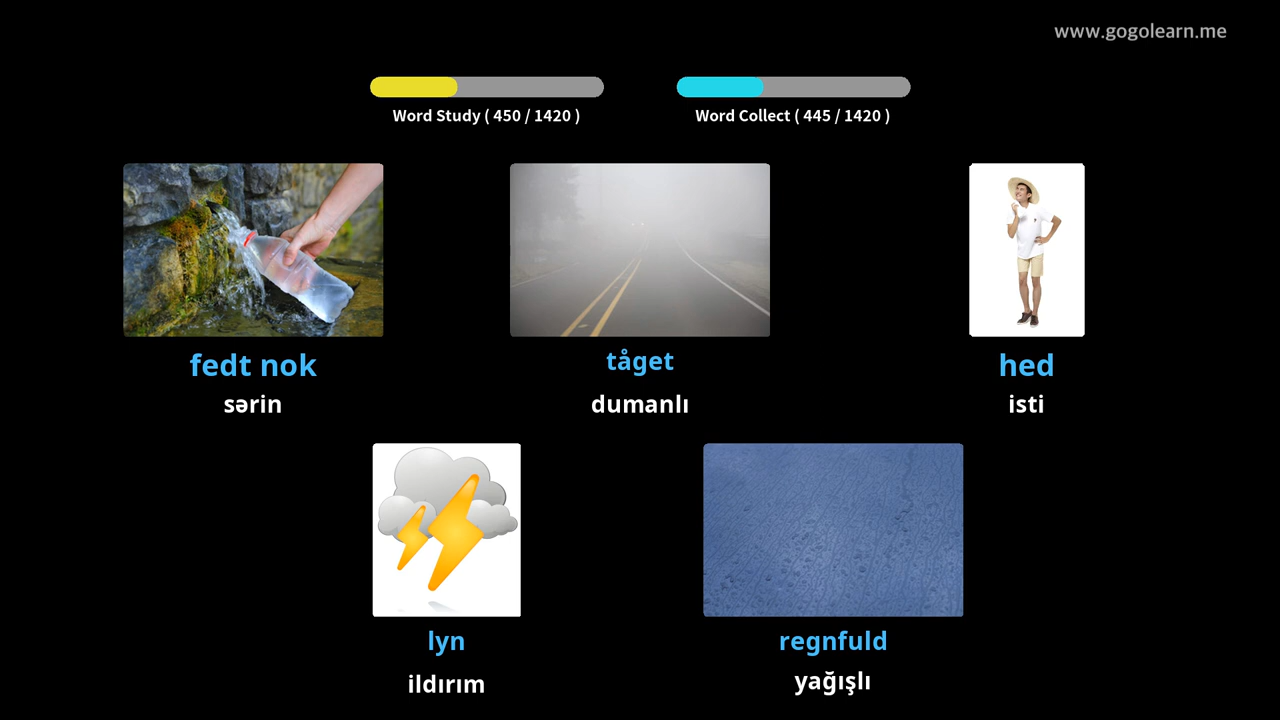 www.gogolearn.me
Word Study ( 450 / 1420 )
Word Collect ( 445 / 1420 )
fedt nok
sərin
tåget
dumanlı
hed
isti
lyn
ildırım
regnfuld
yağışlı